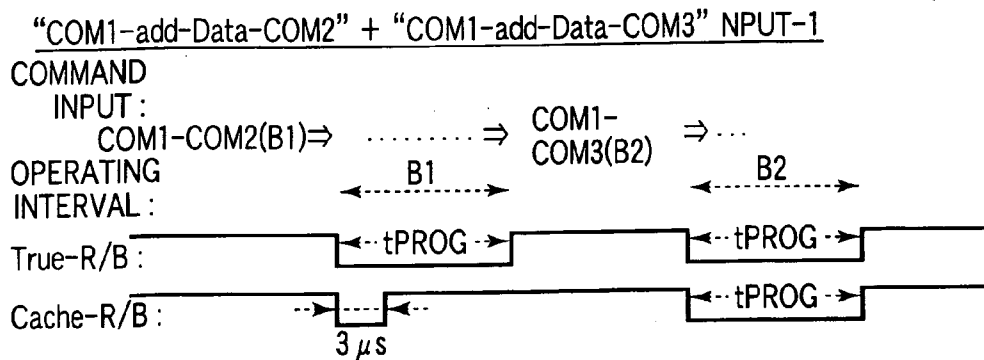 “COM1-add-Data-COM2” + “COM1-add-Data-COM3” NPUT-1
COMMAND
INPUT :
COM1-COM2(B1)⇒ ········· ⇒ COM1-
COM3(B2) ⇒ ···
OPERATING
INTERVAL :
B1 B2
True-R/B : tPROG tPROG
Cache-R/B : tPROG
3 μs